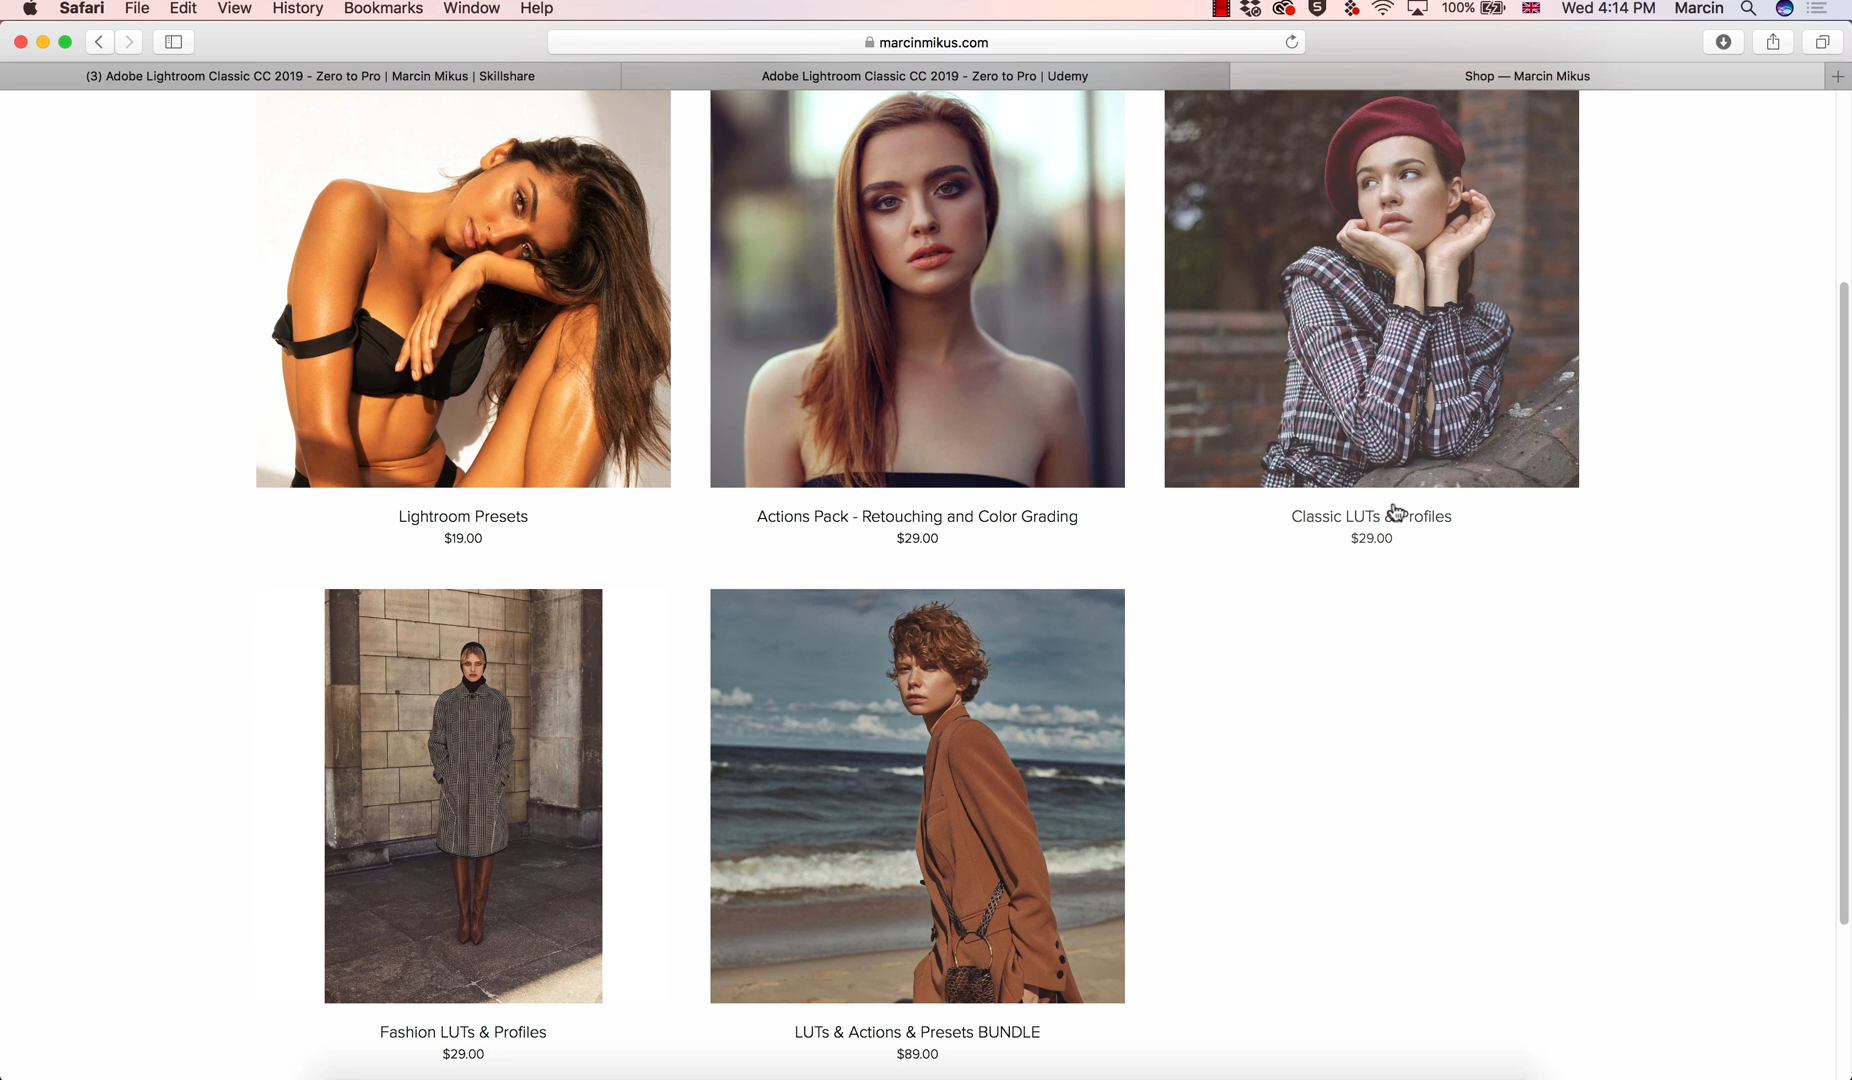 Safari File Edit View History Bookmarks Window Help 100% Wed 4:14 PM Marcin
marcinmikus.com
(3) Adobe Lightroom Classic CC 2019 - Zero to Pro | Marcin Mikus | Skillshare
Adobe Lightroom Classic CC 2019 - Zero to Pro | Udemy
Shop — Marcin Mikus
Lightroom Presets
$19.00
Actions Pack - Retouching and Color Grading
$29.00
Classic LUTs & Profiles
$29.00
Fashion LUTs & Profiles
$29.00
LUTs & Actions & Presets BUNDLE
$89.00